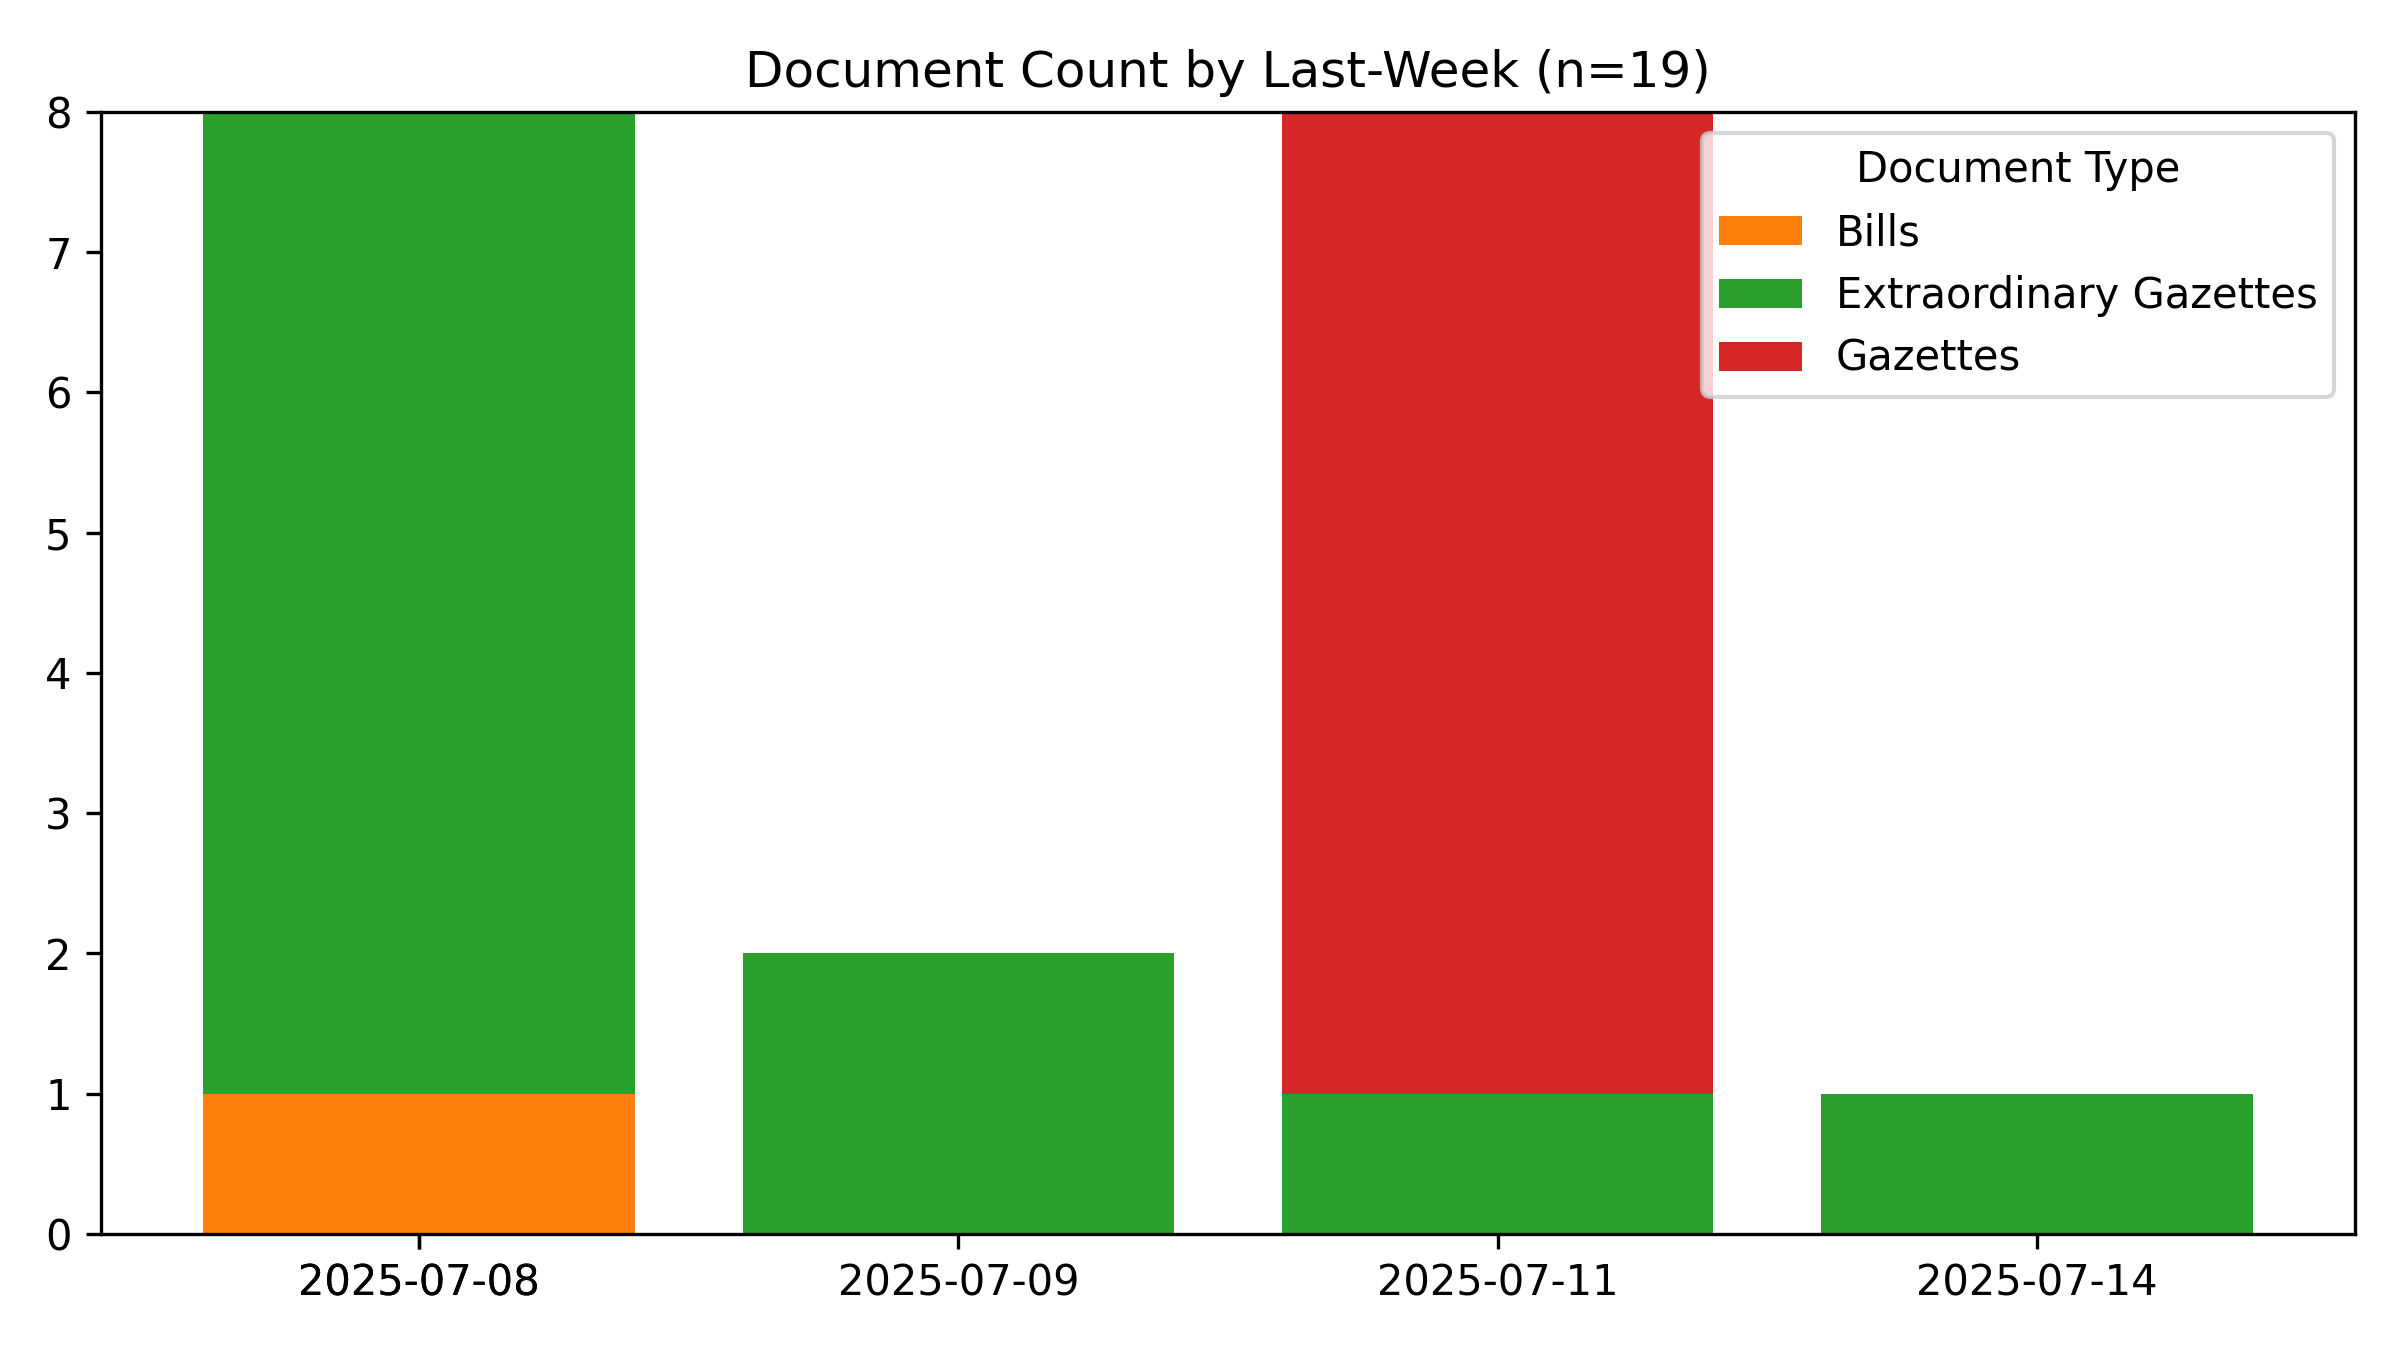 Document Count by Last-Week (n=19)
8
7
6
5
4
3
2
1
0
Document Type
Bills
Extraordinary Gazettes
Gazettes
2025-07-08
2025-07-09
2025-07-11
2025-07-14